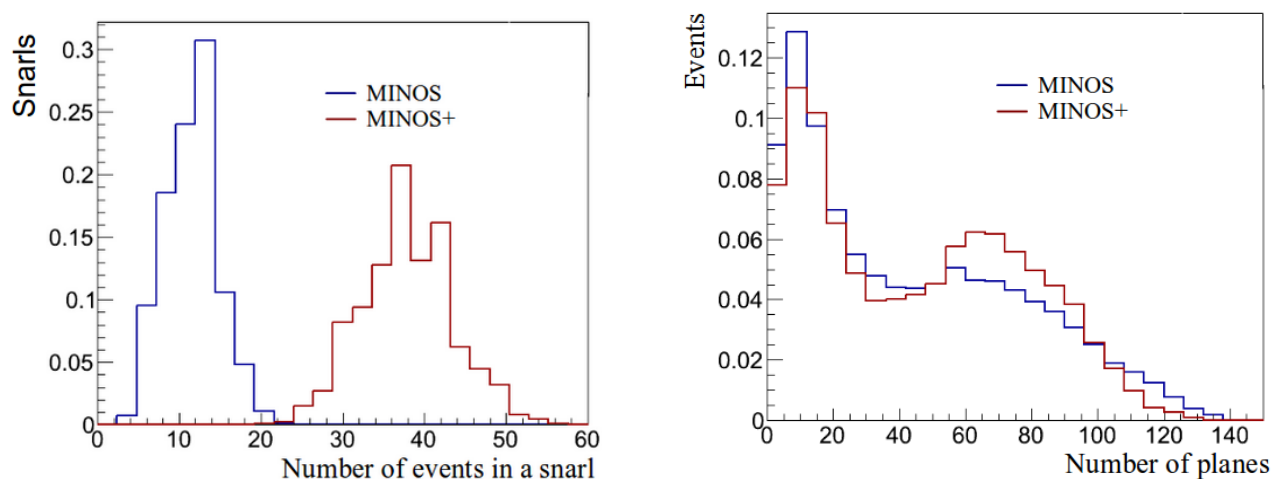 Snarls
0.3
0.25
0.2
0.15
0.1
0.05
0
MINOS
MINOS+
0 10 20 30 40 50 60
Number of events in a snarl
Events
0.12
0.1
0.08
0.06
0.04
0.02
0
MINOS
MINOS+
0 20 40 60 80 100 120 140
Number of planes